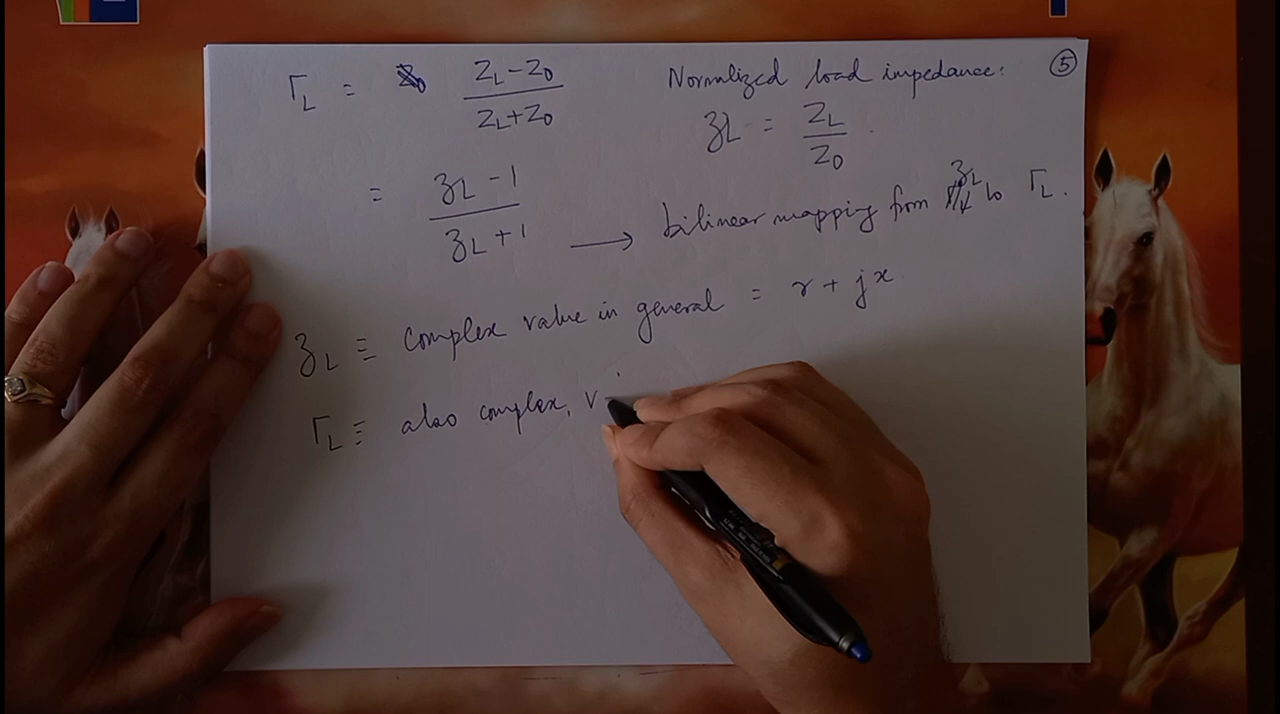 Γ_L = (Z_L - Z_0) / (Z_L + Z_0)
Normalized load impedance: ⑤
z_L = Z_L / Z_0
= (z_L - 1) / (z_L + 1) → bilinear mapping from z_L to Γ_L.
z_L ≡ complex value in general = r + jx
Γ_L ≡ also complex, v